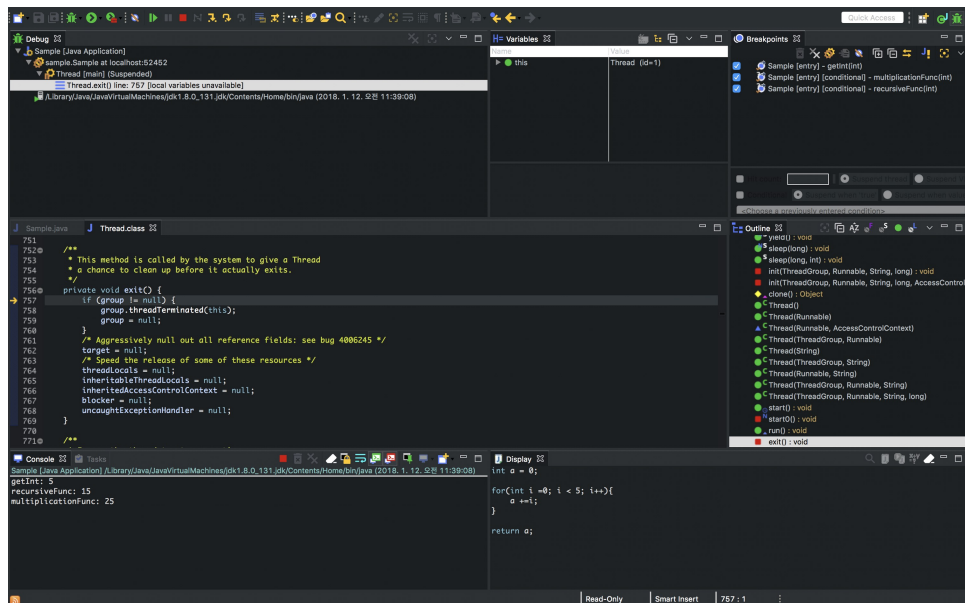 Quick Access
Debug
Sample [Java Application]
sample.Sample at localhost:52452
Thread [main] (Suspended)
Thread.exit() line: 757 [local variables unavailable]
/Library/Java/JavaVirtualMachines/jdk1.8.0_131.jdk/Contents/Home/bin/java (2018. 1. 12. 오전 11:39:08)
Variables
Name Value
this Thread (id=1)
Breakpoints
Sample [entry] - getInt(int)
Sample [entry] [conditional] - multiplicationFunc(int)
Sample [entry] [conditional] - recursiveFunc(int)
<Choose a previously entered condition>
Sample.java Thread.class
751
752 /**
753 * This method is called by the system to give a Thread
754 * a chance to clean up before it actually exits.
755 */
756 private void exit() {
757 if (group != null) {
758 group.threadTerminated(this);
759 group = null;
760 }
761 /* Aggressively null out all reference fields: see bug 4006245 */
762 target = null;
763 /* Speed the release of some of these resources */
764 threadLocals = null;
765 inheritableThreadLocals = null;
766 inheritedAccessControlContext = null;
767 blocker = null;
768 uncaughtExceptionHandler = null;
769 }
770
771 /**
Outline
yield() : void
sleep(long) : void
sleep(long, int) : void
init(ThreadGroup, Runnable, String, long) : void
init(ThreadGroup, Runnable, String, long, AccessControl
clone() : Object
Thread()
Thread(Runnable)
Thread(Runnable, AccessControlContext)
Thread(ThreadGroup, Runnable)
Thread(String)
Thread(ThreadGroup, String)
Thread(Runnable, String)
Thread(ThreadGroup, Runnable, String)
Thread(ThreadGroup, Runnable, String, long)
start() : void
start0() : void
run() : void
exit() : void
Console Tasks
Sample [Java Application] /Library/Java/JavaVirtualMachines/jdk1.8.0_131.jdk/Contents/Home/bin/java (2018. 1. 12. 오전 11:39:08)
getInt: 5
recursiveFunc: 15
multiplicationFunc: 25
Display
int a = 0;
for(int i =0; i < 5; i++){
a +=i;
}
return a;
Read-Only Smart Insert 757 : 1